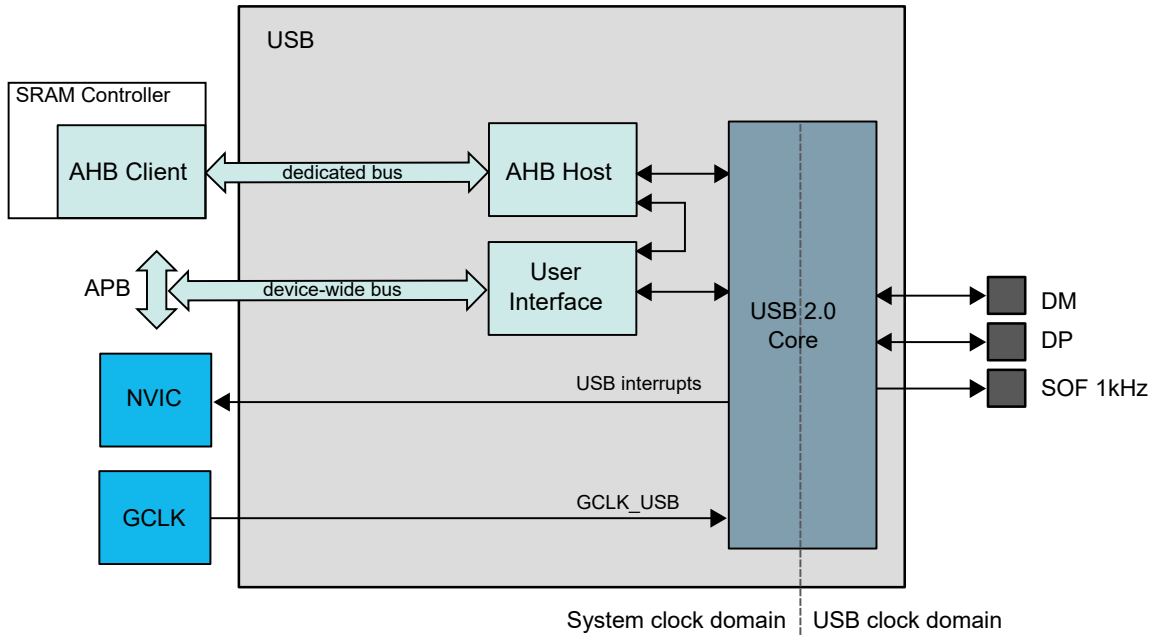 USB
SRAM Controller
AHB Client
dedicated bus
AHB Host
APB
device-wide bus
User
Interface
USB 2.0
Core
DM
DP
SOF 1kHz
NVIC
USB interrupts
GCLK
GCLK_USB
System clock domain
USB clock domain